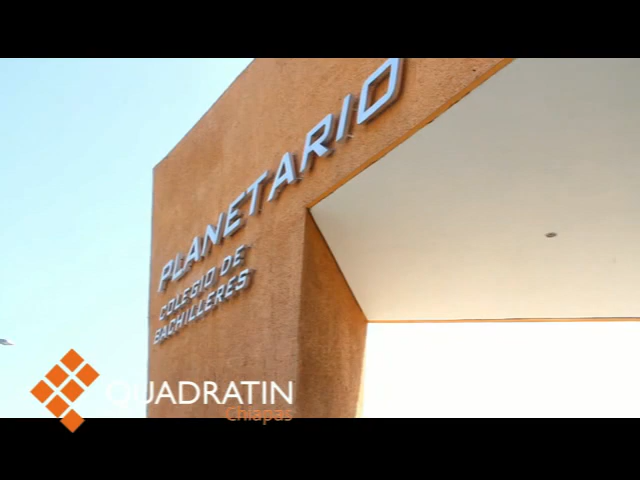 PLANETARIO
COLEGIO DE
BACHILLERES
QUADRATIN
Chiapas